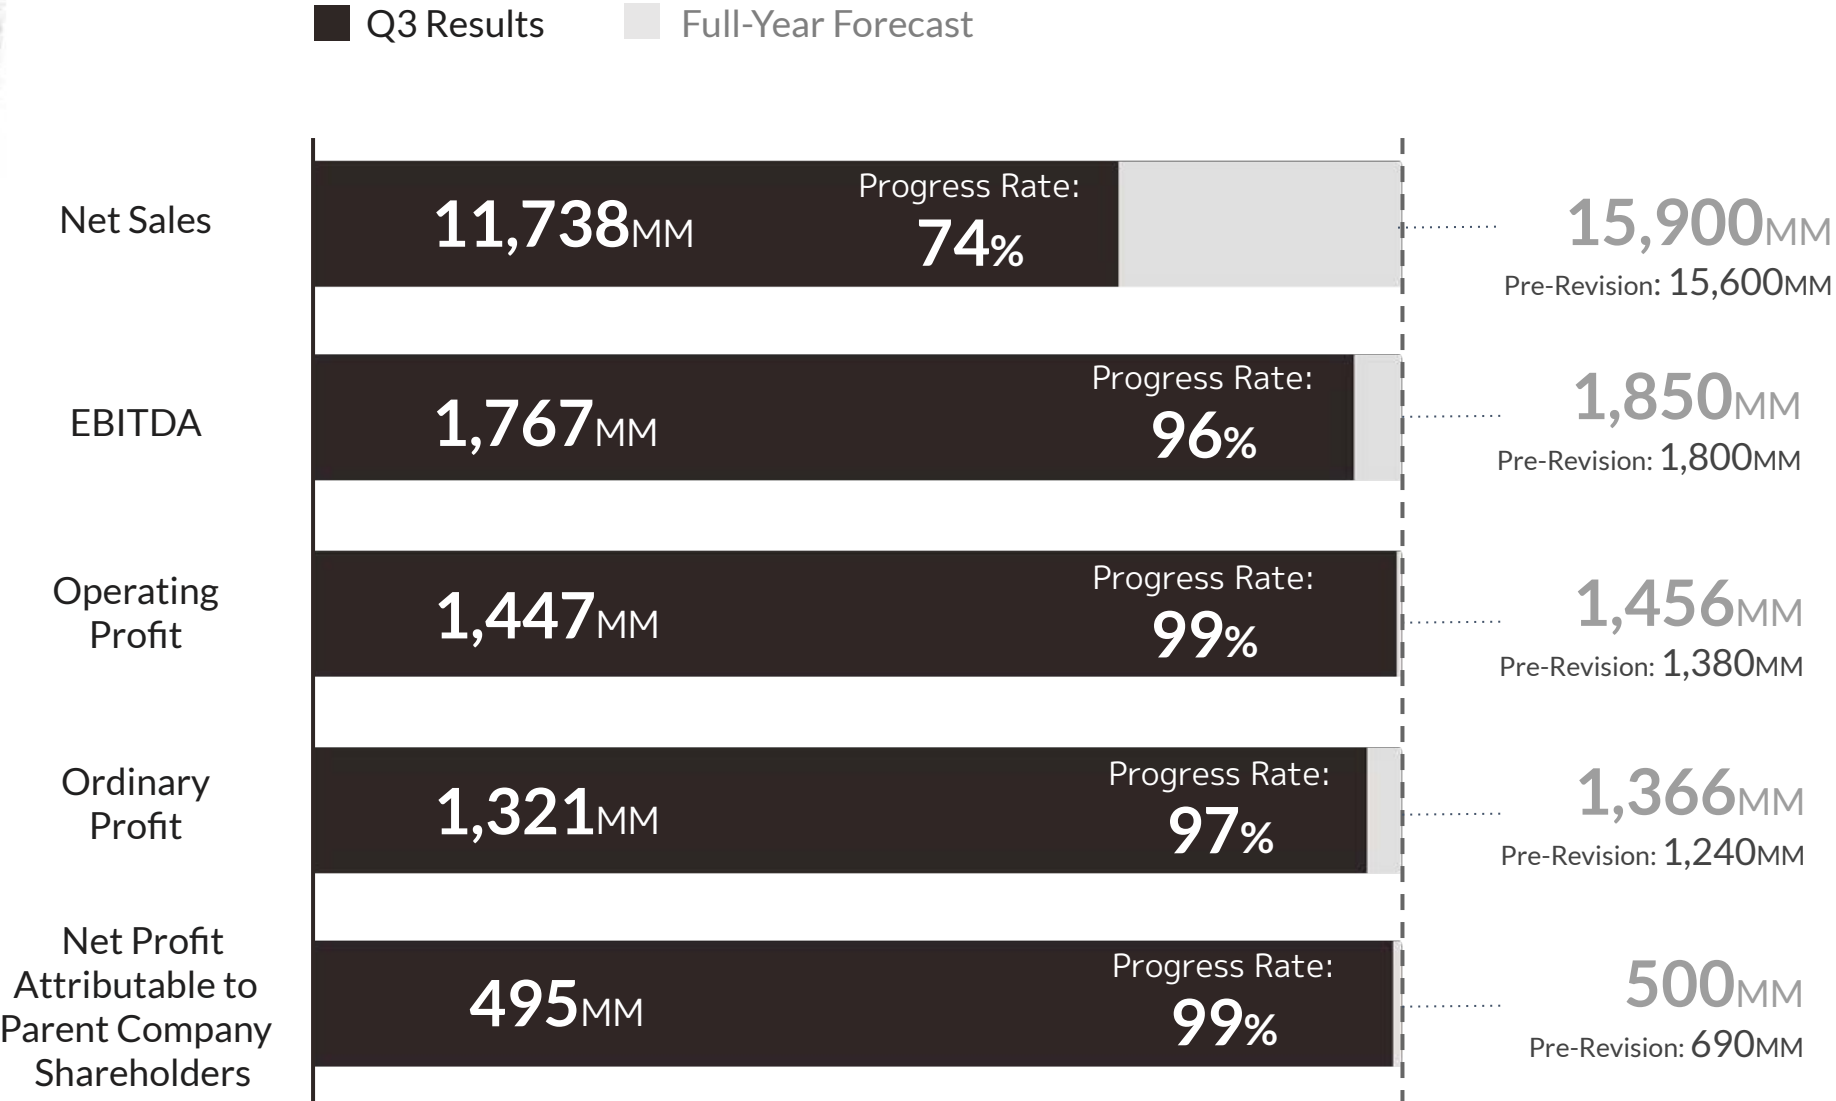 Q3 Results
Full-Year Forecast
Net Sales
11,738MM
Progress Rate:
74%
15,900MM
Pre-Revision: 15,600MM
EBITDA
1,767MM
Progress Rate:
96%
1,850MM
Pre-Revision: 1,800MM
Operating
Profit
1,447MM
Progress Rate:
99%
1,456MM
Pre-Revision: 1,380MM
Ordinary
Profit
1,321MM
Progress Rate:
97%
1,366MM
Pre-Revision: 1,240MM
Net Profit
Attributable to
Parent Company
Shareholders
495MM
Progress Rate:
99%
500MM
Pre-Revision: 690MM